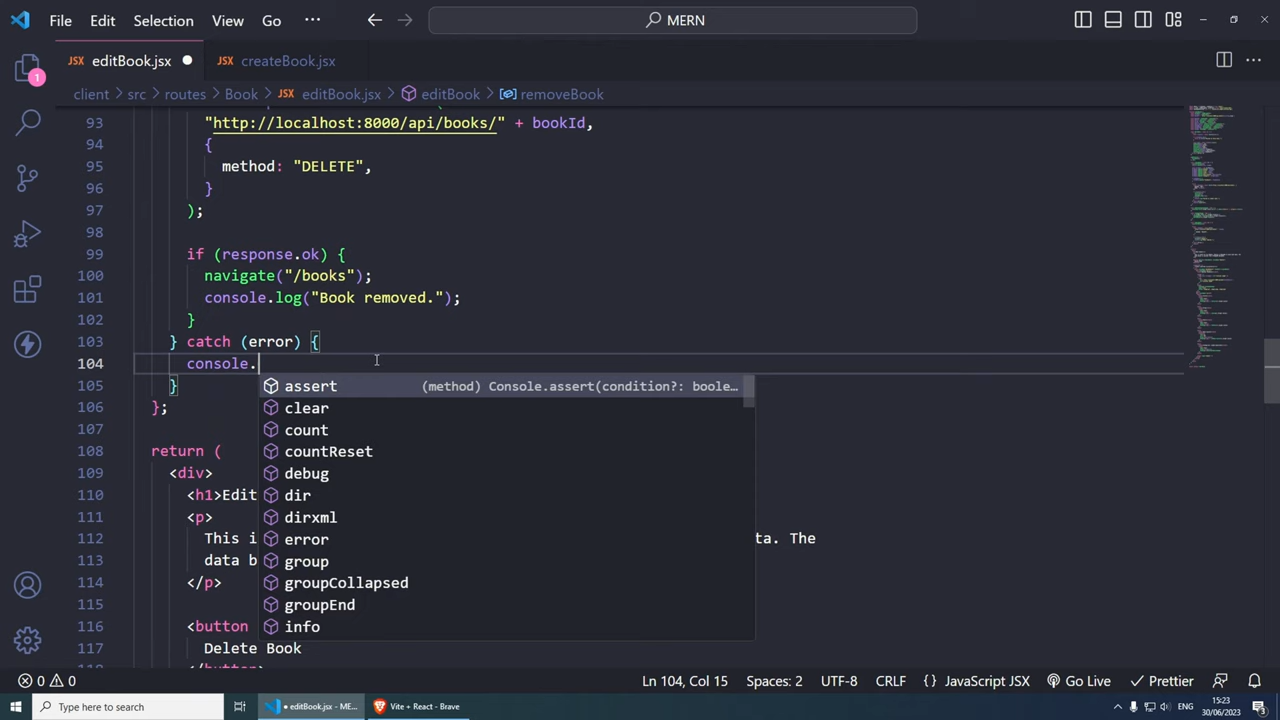 File Edit Selection View Go ··· MERN
JSX editBook.jsx JSX createBook.jsx
1
client > src > routes > Book > JSX editBook.jsx > editBook > removeBook
93 "http://localhost:8000/api/books/" + bookId,
94 {
95 method: "DELETE",
96 }
97 );
98
99 if (response.ok) {
100 navigate("/books");
101 console.log("Book removed.");
102 }
103 } catch (error) {
104 console.
105 }
106 };
107
108 return (
109 <div>
110 <h1>Edit
111 <p>
112 This i ta. The
113 data b
114 </p>
115
116 <button
117 Delete Book
assert (method) Console.assert(condition?: boole…
clear
count
countReset
debug
dir
dirxml
error
group
groupCollapsed
groupEnd
info
0 0 Ln 104, Col 15 Spaces: 2 UTF-8 CRLF {} JavaScript JSX Go Live Prettier
Type here to search editBook.jsx — ME... Vite + React - Brave ENG 15:23
30/06/2023 3